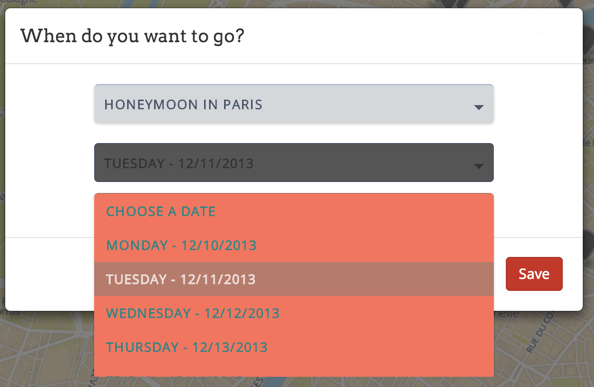 When do you want to go?
HONEYMOON IN PARIS
TUESDAY - 12/11/2013
CHOOSE A DATE
MONDAY - 12/10/2013
TUESDAY - 12/11/2013
WEDNESDAY - 12/12/2013
THURSDAY - 12/13/2013
Save